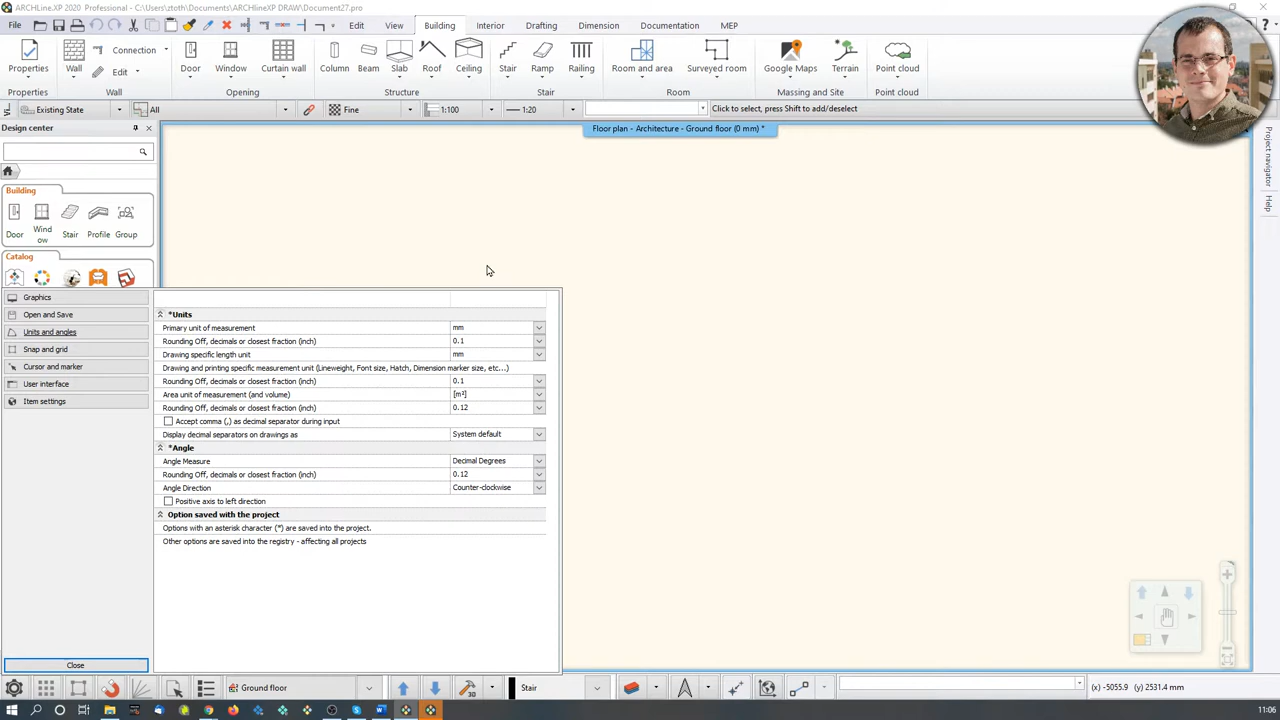 ARCHLine.XP 2020 Professional - C:\Users\ztoth\Documents\ARCHlineXP DRAW\Document27.pro
File
Edit
View
Building
Interior
Drafting
Dimension
Documentation
MEP
Properties
Wall
Connection
Edit
Door
Window
Curtain wall
Column
Beam
Slab
Roof
Ceiling
Stair
Ramp
Railing
Room and area
Surveyed room
Google Maps
Terrain
Point cloud
Properties
Wall
Opening
Structure
Room
Massing and Site
Point cloud
Existing State
All
Fine
1:100
1:20
Click to select, press Shift to add/deselect
Design center
Floor plan - Architecture - Ground floor (0 mm) *
Project navigator
Help
Building
Door
Wind
ow
Stair
Profile
Group
Catalog
Graphics
Open and Save
Units and angles
Snap and grid
Cursor and marker
User interface
Item settings
Close
*Units
Primary unit of measurement mm
Rounding Off, decimals or closest fraction (inch) 0.1
Drawing specific length unit mm
Drawing and printing specific measurement unit (Lineweight, Font size, Hatch, Dimension marker size, etc...)
Rounding Off, decimals or closest fraction (inch) 0.1
Area unit of measurement (and volume) [m²]
Rounding Off, decimals or closest fraction (inch) 0.12
Accept comma (,) as decimal separator during input
Display decimal separators on drawings as System default
*Angle
Angle Measure Decimal Degrees
Rounding Off, decimals or closest fraction (inch) 0.12
Angle Direction Counter-clockwise
Positive axis to left direction
Option saved with the project
Options with an asterisk character (*) are saved into the project.
Other options are saved into the registry - affecting all projects
Ground floor
3D
Stair
(x) -5055.9 (y) 2531.4 mm
11:06